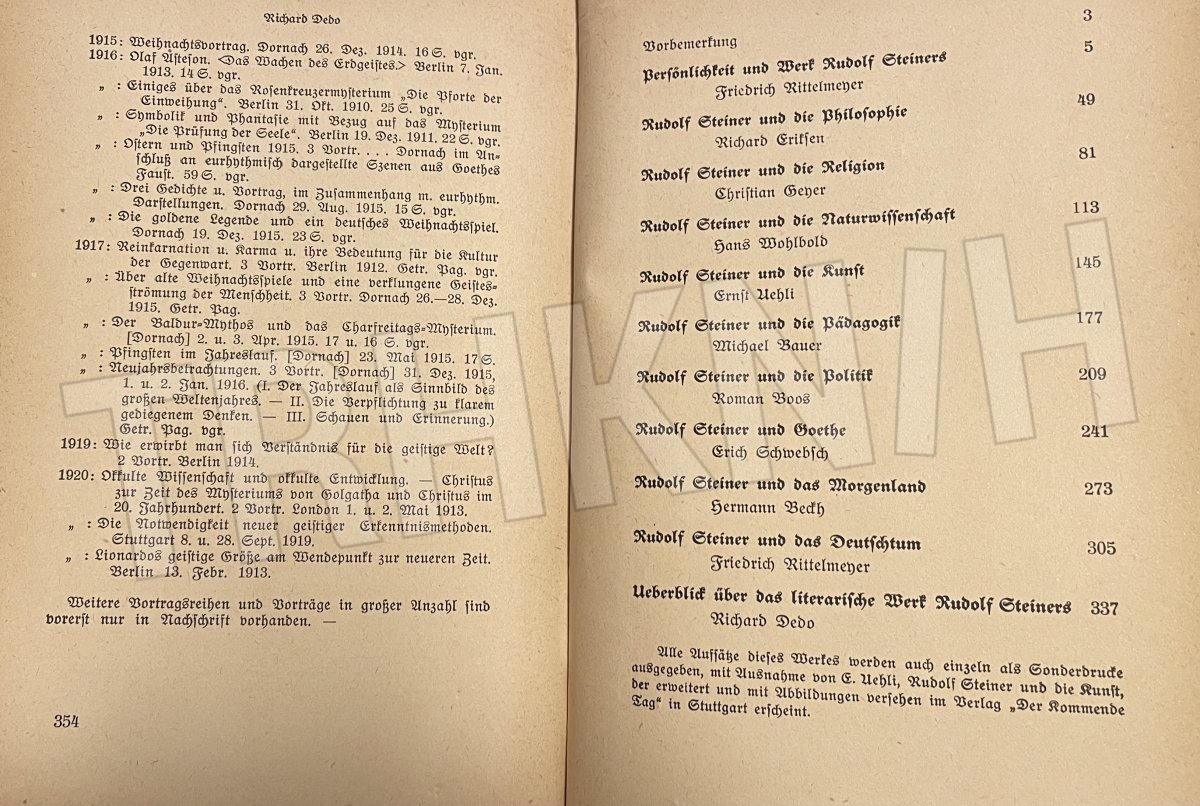 Richard Dedo
1915: Weihnachtsvortrag. Dornach 26. Dez. 1914. 16 S. vgr.
1916: Olaf Åsteson. <Das Wachen des Erdgeistes.> Berlin 7. Jan.
1913. 14 S. vgr.
„ : Einiges über das Rosenkreuzermysterium „Die Pforte der
Einweihung“. Berlin 31. Okt. 1910. 25 S. vgr.
„ : Symbolik und Phantasie mit Bezug auf das Mysterium
„Die Prüfung der Seele“. Berlin 19. Dez. 1911. 22 S. vgr.
„ : Ostern und Pfingsten 1915. 3 Vortr. . . . Dornach im An-
schluß an eurhythmisch dargestellte Szenen aus Goethes
Faust. 59 S. vgr.
„ : Drei Gedichte u. Vortrag, im Zusammenhang m. eurhythm.
Darstellungen. Dornach 29. Aug. 1915. 15 S. vgr.
„ : Die goldene Legende und ein deutsches Weihnachtsspiel.
Dornach 19. Dez. 1915. 23 S. vgr.
1917: Reinkarnation u. Karma u. ihre Bedeutung für die Kultur
der Gegenwart. 3 Vortr. Berlin 1912. Getr. Pag. vgr.
„ : Über alte Weihnachtsspiele und eine verklungene Geistes-
strömung der Menschheit. 3 Vortr. Dornach 26.—28. Dez.
1915. Getr. Pag.
„ : Der Baldur-Mythos und das Charfreitags-Mysterium.
[Dornach] 2. u. 3. Apr. 1915. 17 u. 16 S. vgr.
„ : Pfingsten im Jahreslauf. [Dornach] 23. Mai 1915. 17 S.
„ : Neujahrsbetrachtungen. 3 Vortr. [Dornach] 31. Dez. 1915,
1. u. 2. Jan. 1916. (I. Der Jahreslauf als Sinnbild des
großen Weltenjahres. — II. Die Verpflichtung zu klarem
gediegenem Denken. — III. Schauen und Erinnerung.)
Getr. Pag. vgr.
1919: Wie erwirbt man sich Verständnis für die geistige Welt?
2 Vortr. Berlin 1914.
1920: Okkulte Wissenschaft und okkulte Entwicklung. — Christus
zur Zeit des Mysteriums von Golgatha und Christus im
20. Jahrhundert. 2 Vortr. London 1. u. 2. Mai 1913.
„ : Die Notwendigkeit neuer geistiger Erkenntnismethoden.
Stuttgart 8. u. 28. Sept. 1919.
„ : Lionardos geistige Größe am Wendepunkt zur neueren Zeit.
Berlin 13. Febr. 1913.
Weitere Vortragsreihen und Vorträge in großer Anzahl sind
vorerst nur in Nachschrift vorhanden. —
354
Vorbemerkung 3
Persönlichkeit und Werk Rudolf Steiners 5
Friedrich Rittelmeyer
Rudolf Steiner und die Philosophie 49
Richard Eriksen
Rudolf Steiner und die Religion 81
Christian Geyer
Rudolf Steiner und die Naturwissenschaft 113
Hans Wohlbold
Rudolf Steiner und die Kunst 145
Ernst Uehli
Rudolf Steiner und die Pädagogik 177
Michael Bauer
Rudolf Steiner und die Politik 209
Roman Boos
Rudolf Steiner und Goethe 241
Erich Schwebsch
Rudolf Steiner und das Morgenland 273
Hermann Beckh
Rudolf Steiner und das Deutschtum 305
Friedrich Rittelmeyer
Ueberblick über das literarische Werk Rudolf Steiners 337
Richard Dedo
Alle Aufsätze dieses Werkes werden auch einzeln als Sonderdrucke
ausgegeben, mit Ausnahme von E. Uehli, Rudolf Steiner und die Kunst,
der erweitert und mit Abbildungen versehen im Verlag „Der Kommende
Tag“ in Stuttgart erscheint.